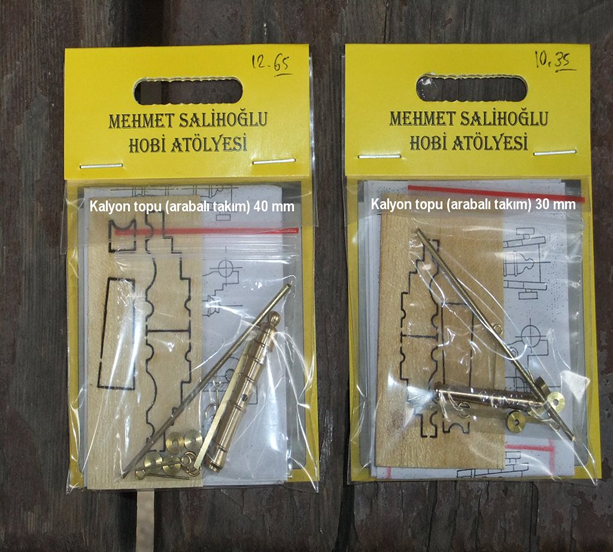 12.65
MEHMET SALİHOĞLU
HOBİ ATÖLYESİ
Kalyon topu (arabalı takım) 40 mm
10.35
MEHMET SALİHOĞLU
HOBİ ATÖLYESİ
Kalyon topu (arabalı takım) 30 mm